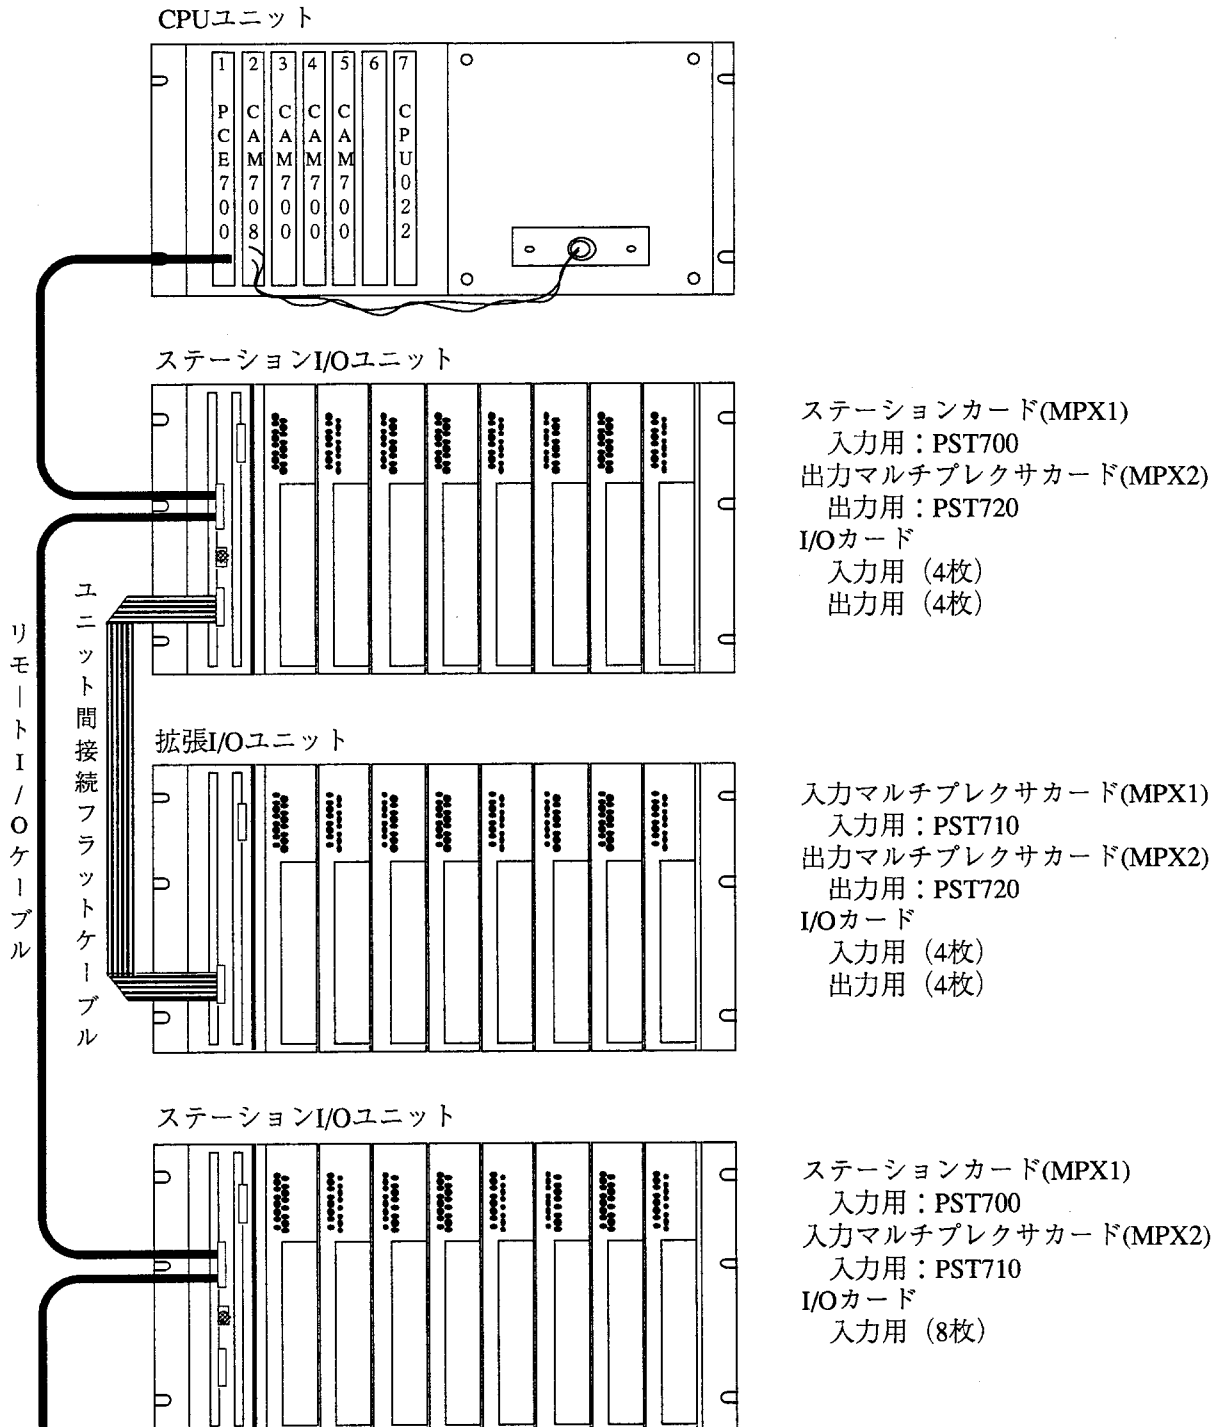 CPUユニット
1 2 3 4 5 6 7
PCE700
CAM708
CAM700
CAM700
CAM700
CPU022
ステーションI/Oユニット
ステーションカード(MPX1)
入力用：PST700
出力マルチプレクサカード(MPX2)
出力用：PST720
I/Oカード
入力用（4枚）
出力用（4枚）
リモートI/Oケーブル
ユニット間接続フラットケーブル
拡張I/Oユニット
入力マルチプレクサカード(MPX1)
入力用：PST710
出力マルチプレクサカード(MPX2)
出力用：PST720
I/Oカード
入力用（4枚）
出力用（4枚）
ステーションI/Oユニット
ステーションカード(MPX1)
入力用：PST700
入力マルチプレクサカード(MPX2)
入力用：PST710
I/Oカード
入力用（8枚）